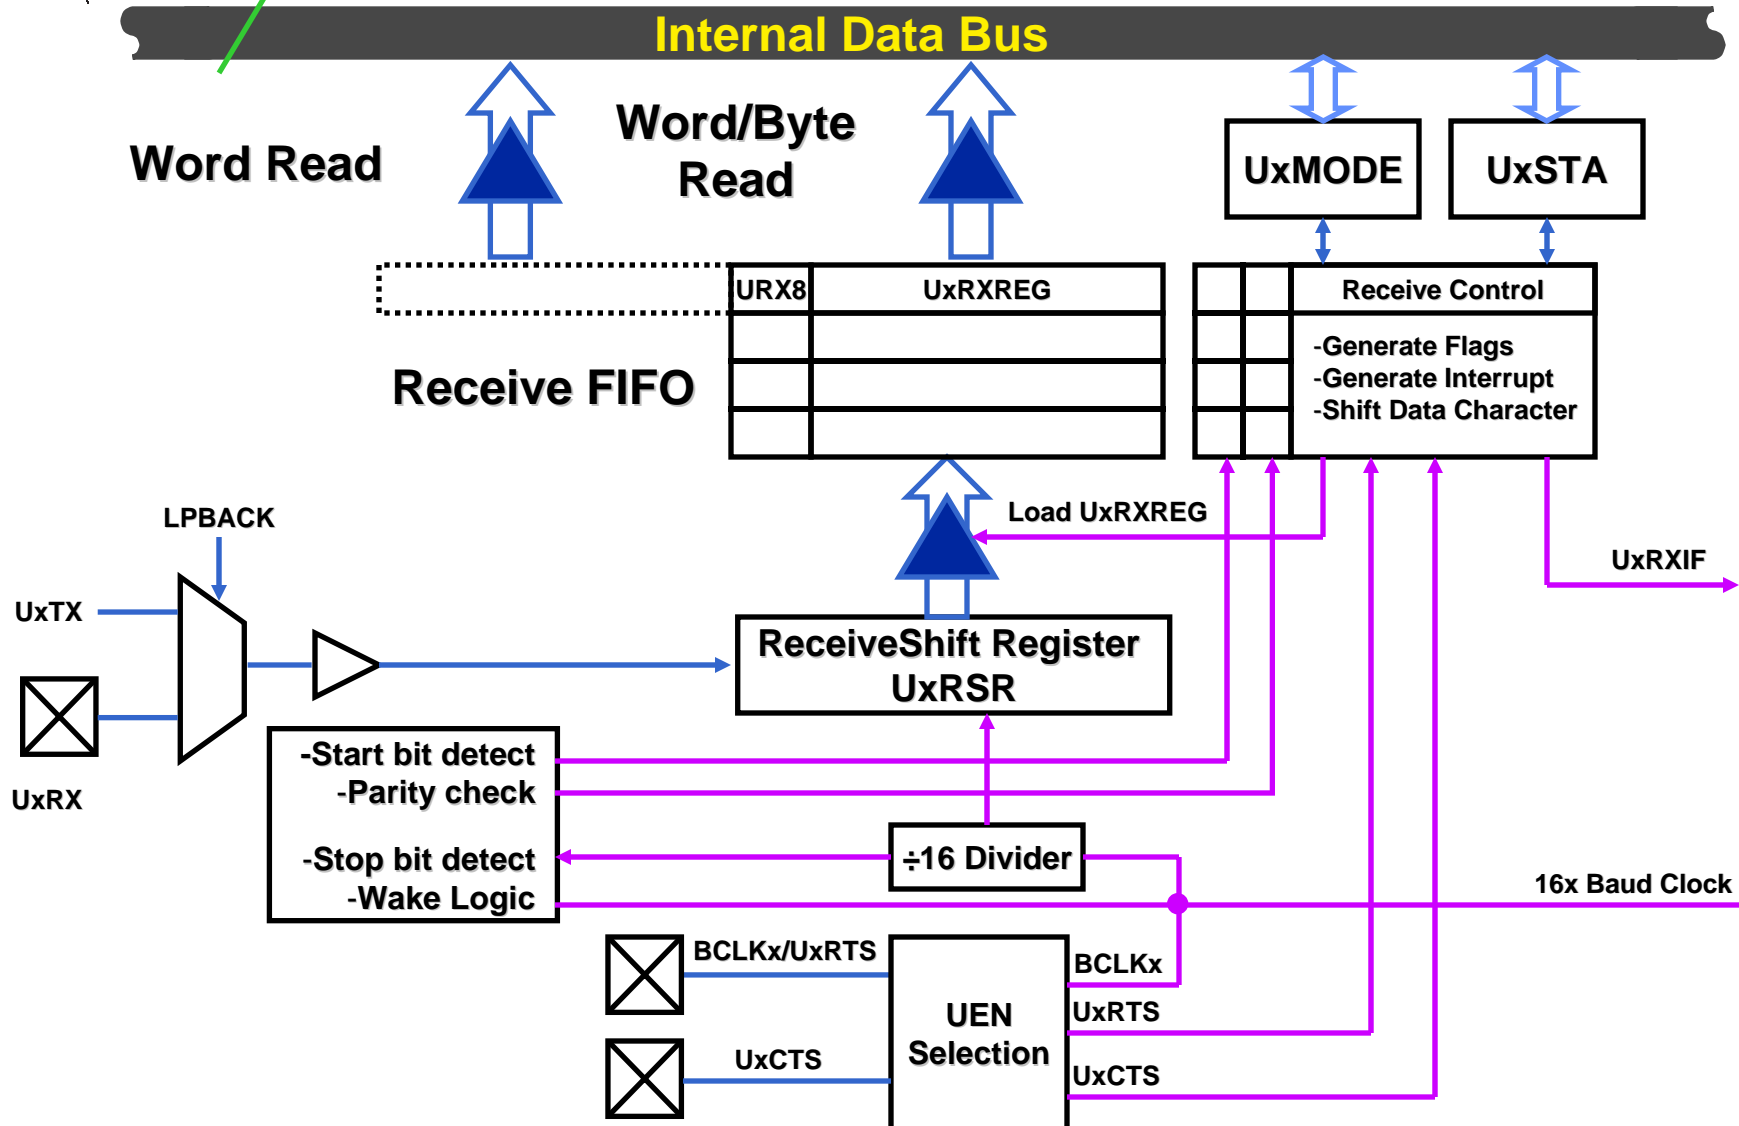 Internal Data Bus
Word Read
Word/Byte
Read
UxMODE
UxSTA
URX8
UxRXREG
Receive Control
-Generate Flags
-Generate Interrupt
-Shift Data Character
Receive FIFO
LPBACK
Load UxRXREG
UxRXIF
UxTX
ReceiveShift Register
UxRSR
UxRX
-Start bit detect
-Parity check
-Stop bit detect
-Wake Logic
÷16 Divider
16x Baud Clock
BCLKx/UxRTS
BCLKx
UEN
Selection
UxRTS
UxCTS
UxCTS